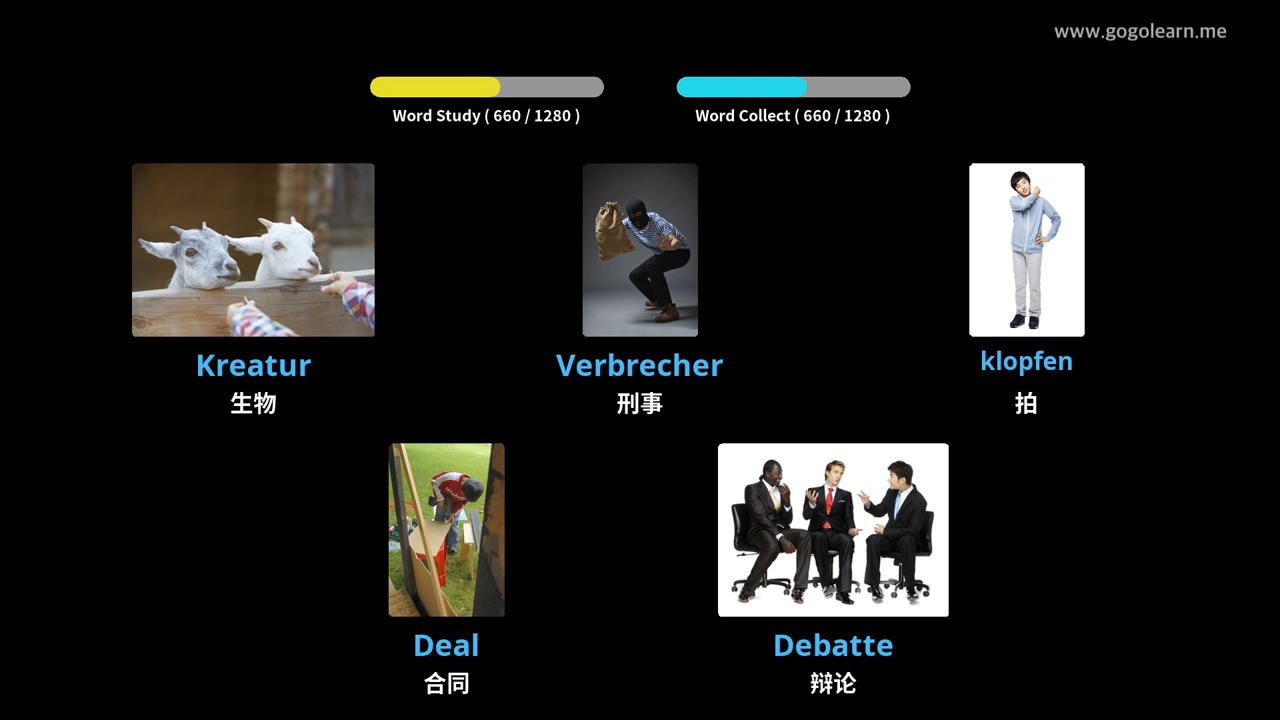 www.gogolearn.me
Word Study ( 660 / 1280 )
Word Collect ( 660 / 1280 )
Kreatur
生物
Verbrecher
刑事
klopfen
拍
Deal
合同
Debatte
辩论